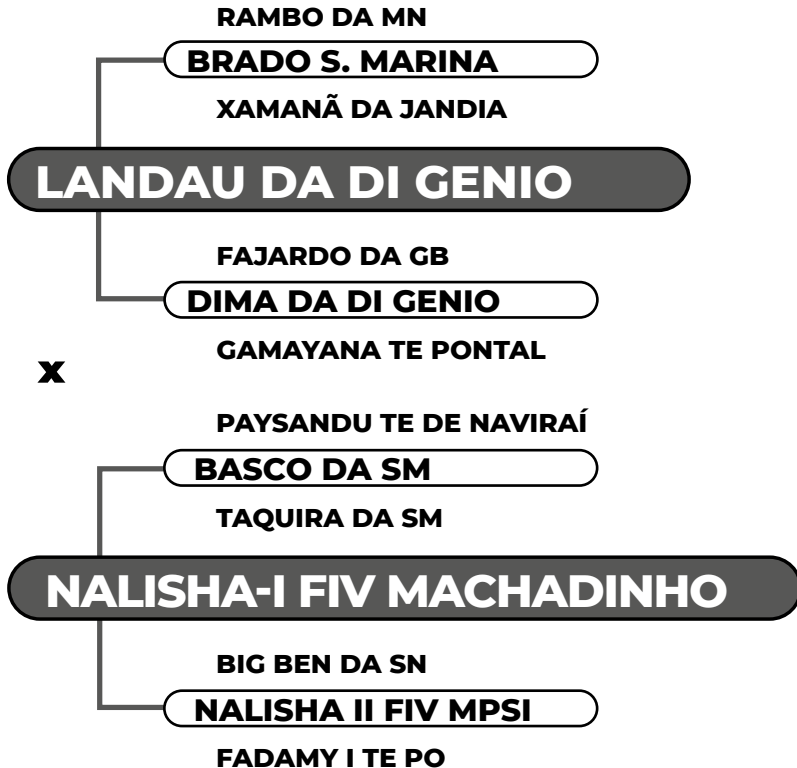 RAMBO DA MN
BRADO S. MARINA
XAMANÃ DA JANDIA
LANDAU DA DI GENIO
FAJARDO DA GB
DIMA DA DI GENIO
GAMAYANA TE PONTAL
x
PAYSANDU TE DE NAVIRAÍ
BASCO DA SM
TAQUIRA DA SM
NALISHA-I FIV MACHADINHO
BIG BEN DA SN
NALISHA II FIV MPSI
FADAMY I TE PO